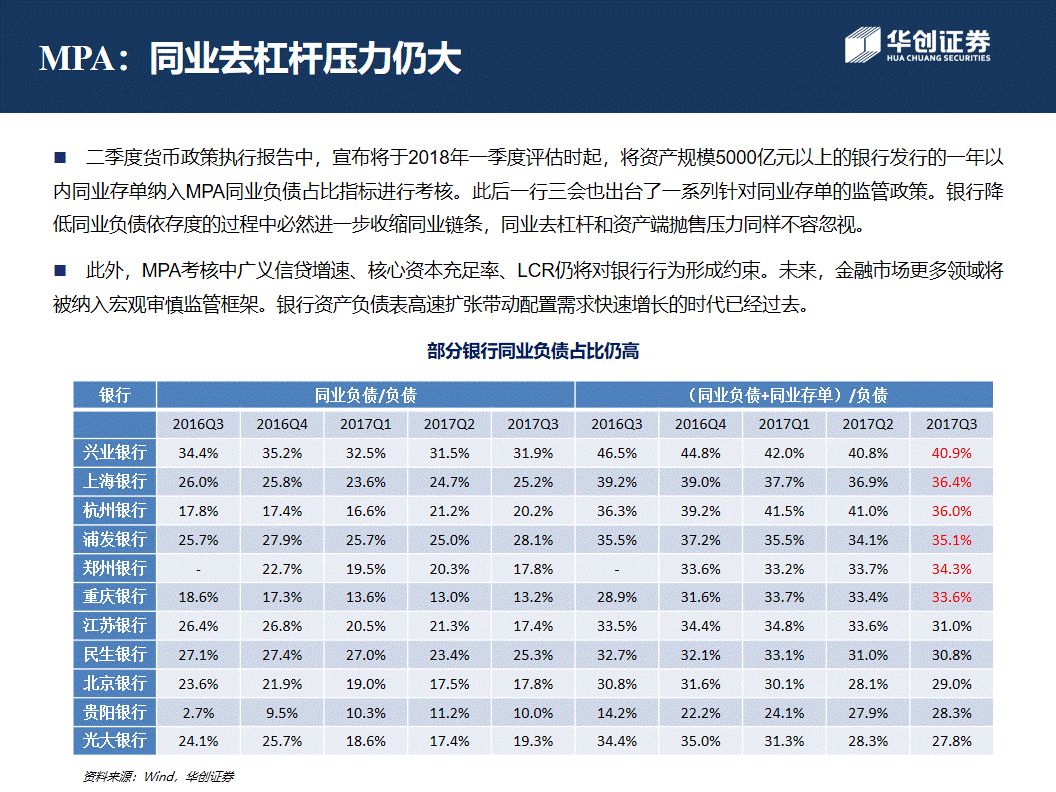 MPA：同业去杠杆压力仍大
华创证券
HUA CHUANG SECURITIES
■ 二季度货币政策执行报告中，宣布将于2018年一季度评估时起，将资产规模5000亿元以上的银行发行的一年以
内同业存单纳入MPA同业负债占比指标进行考核。此后一行三会也出台了一系列针对同业存单的监管政策。银行降
低同业负债依存度的过程中必然进一步收缩同业链条，同业去杠杆和资产端抛售压力同样不容忽视。
■ 此外，MPA考核中广义信贷增速、核心资本充足率、LCR仍将对银行行为形成约束。未来，金融市场更多领域将
被纳入宏观审慎监管框架。银行资产负债表高速扩张带动配置需求快速增长的时代已经过去。
部分银行同业负债占比仍高
银行 同业负债/负债 （同业负债+同业存单）/负债
2016Q3 2016Q4 2017Q1 2017Q2 2017Q3 2016Q3 2016Q4 2017Q1 2017Q2 2017Q3
兴业银行 34.4% 35.2% 32.5% 31.5% 31.9% 46.5% 44.8% 42.0% 40.8% 40.9%
上海银行 26.0% 25.8% 23.6% 24.7% 25.2% 39.2% 39.0% 37.7% 36.9% 36.4%
杭州银行 17.8% 17.4% 16.6% 21.2% 20.2% 36.3% 39.2% 41.5% 41.0% 36.0%
浦发银行 25.7% 27.9% 25.7% 25.0% 28.1% 35.5% 37.2% 35.5% 34.1% 35.1%
郑州银行 - 22.7% 19.5% 20.3% 17.8% - 33.6% 33.2% 33.7% 34.3%
重庆银行 18.6% 17.3% 13.6% 13.0% 13.2% 28.9% 31.6% 33.7% 33.4% 33.6%
江苏银行 26.4% 26.8% 20.5% 21.3% 17.4% 33.5% 34.4% 34.8% 33.6% 31.0%
民生银行 27.1% 27.4% 27.0% 23.4% 25.3% 32.7% 32.1% 33.1% 31.0% 30.8%
北京银行 23.6% 21.9% 19.0% 17.5% 17.8% 30.8% 31.6% 30.1% 28.1% 29.0%
贵阳银行 2.7% 9.5% 10.3% 11.2% 10.0% 14.2% 22.2% 24.1% 27.9% 28.3%
光大银行 24.1% 25.7% 18.6% 17.4% 19.3% 34.4% 35.0% 31.3% 28.3% 27.8%
资料来源：Wind，华创证券